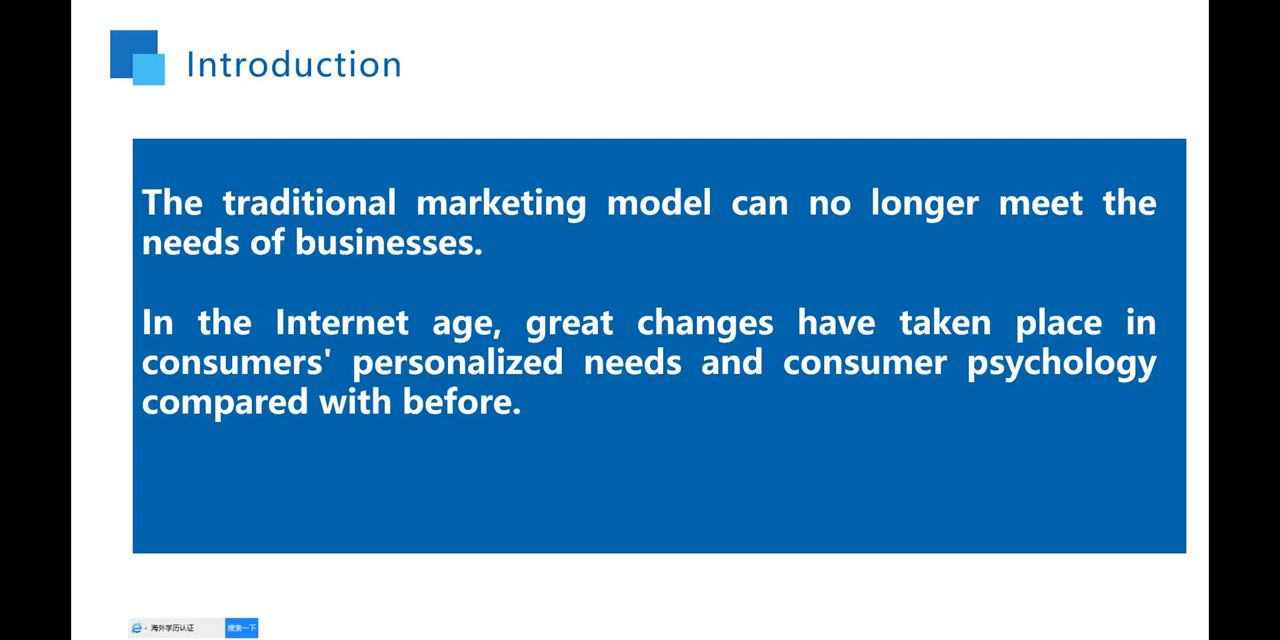 Introduction
The traditional marketing model can no longer meet the
needs of businesses.
In the Internet age, great changes have taken place in
consumers' personalized needs and consumer psychology
compared with before.
海外学历认证 搜索一下